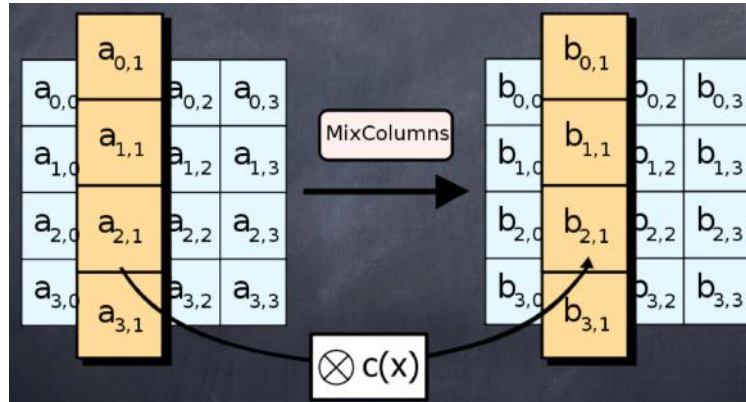 a0,1
a0,0 a0,2 a0,3
a1,1
a1,0 a1,2 a1,3
a2,1
a2,0 a2,2 a2,3
a3,0 a3,2 a3,3
a3,1
MixColumns
b0,1
b0,0 b0,2 b0,3
b1,1
b1,0 b1,2 b1,3
b2,1
b2,0 b2,2 b2,3
b3,0 b3,2 b3,3
b3,1
⊗ c(x)